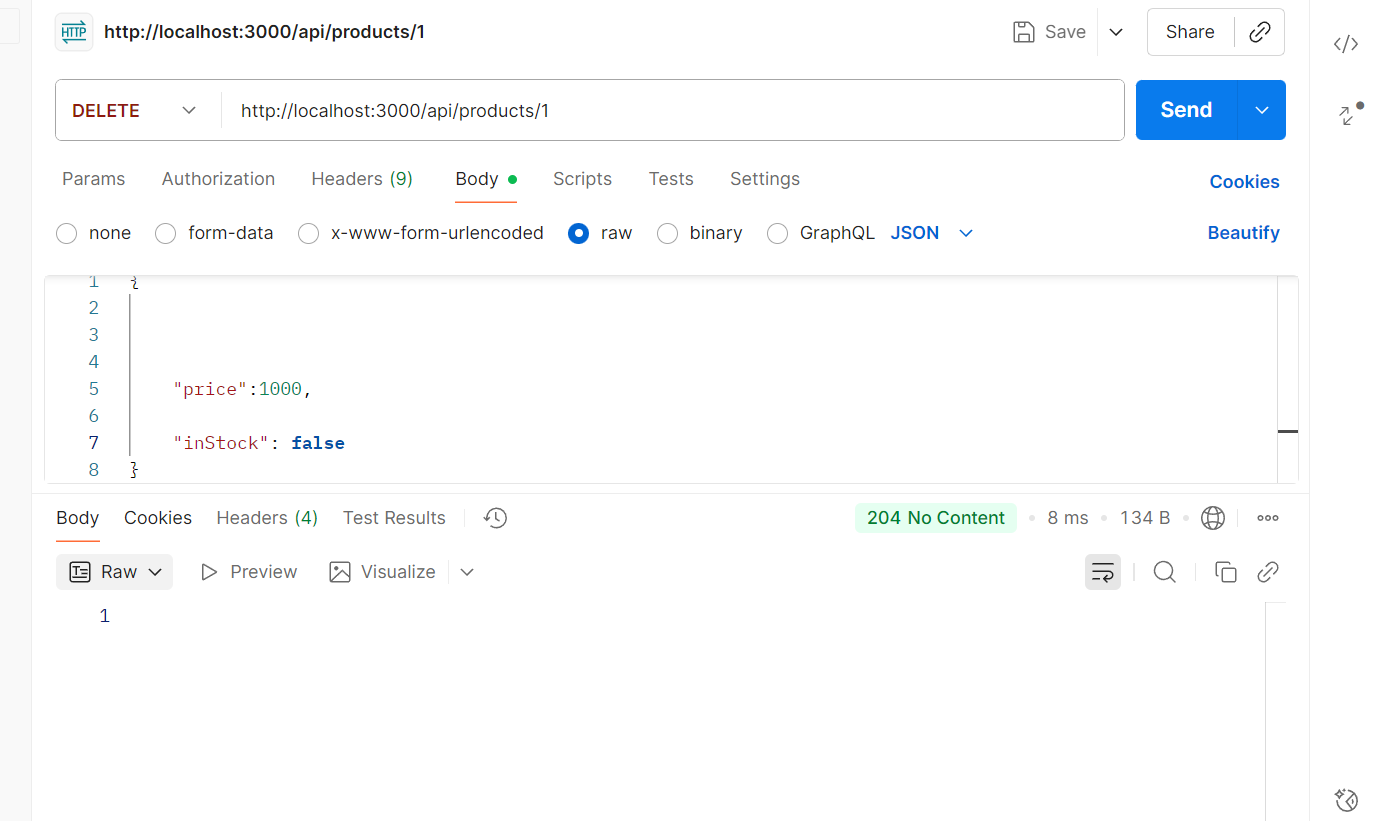 HTTP http://localhost:3000/api/products/1 Save Share
DELETE http://localhost:3000/api/products/1 Send
Params Authorization Headers (9) Body Scripts Tests Settings Cookies
none form-data x-www-form-urlencoded raw binary GraphQL JSON Beautify
1 {
2
3
4
5 "price":1000,
6
7 "inStock": false
8 }
Body Cookies Headers (4) Test Results 204 No Content 8 ms 134 B
Raw Preview Visualize
1